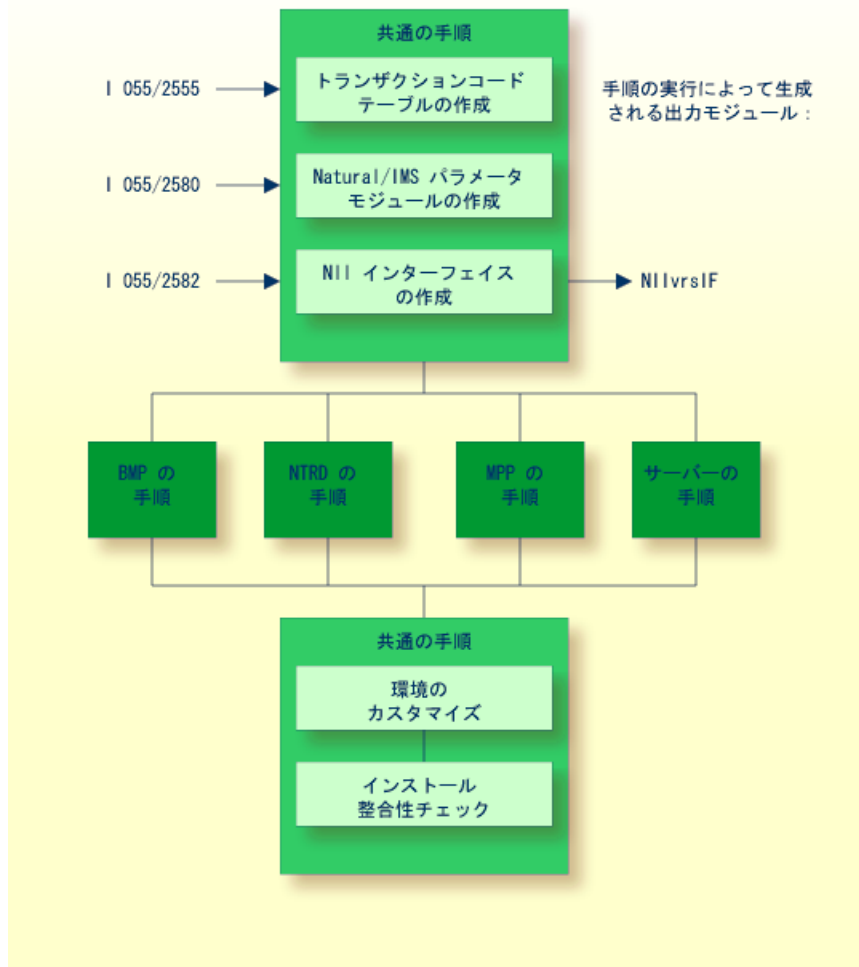 共通の手順
I 055/2555
トランザクションコード
テーブルの作成
手順の実行によって生成
される出力モジュール：
I 055/2580
Natural/IMS パラメータ
モジュールの作成
I 055/2582
NII インターフェイス
の作成
NIIvrsIF
BMP の
手順
NTRD の
手順
MPP の
手順
サーバーの
手順
共通の手順
環境の
カスタマイズ
インストール
整合性チェック